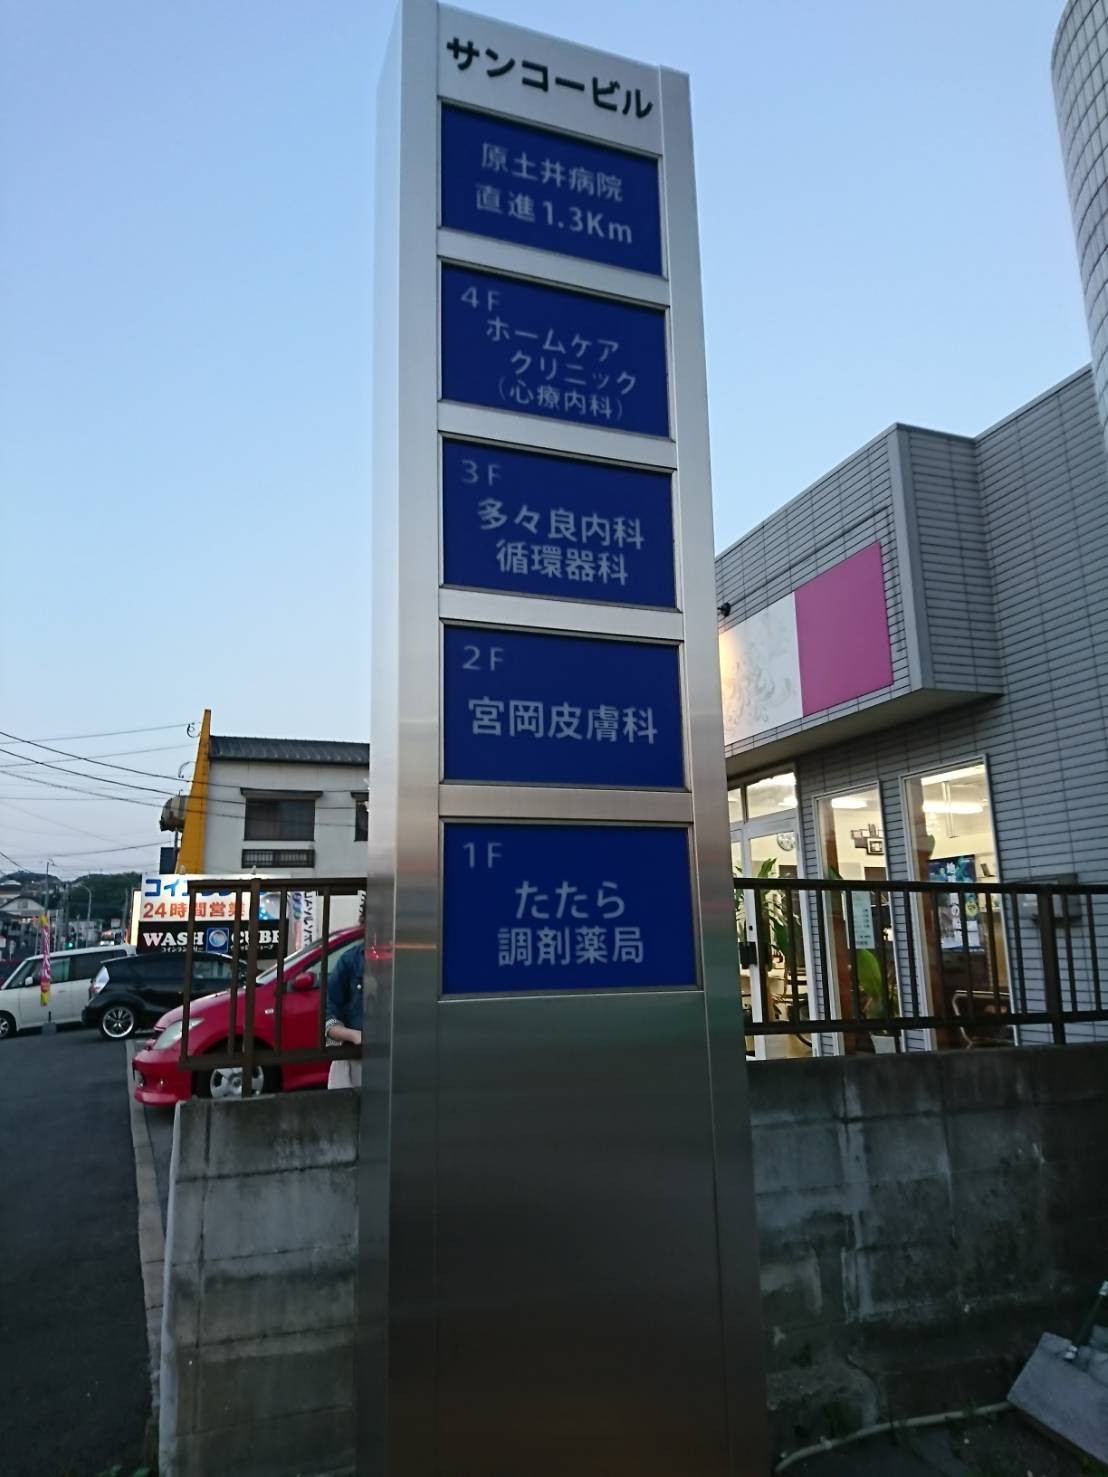 サンコービル
原土井病院
直進1.3Km
4F
ホームケア
クリニック
(心療内科)
3F
多々良内科
循環器科
2F
宮岡皮膚科
1F
たたら
調剤薬局
24時間営業
WASH CUBE